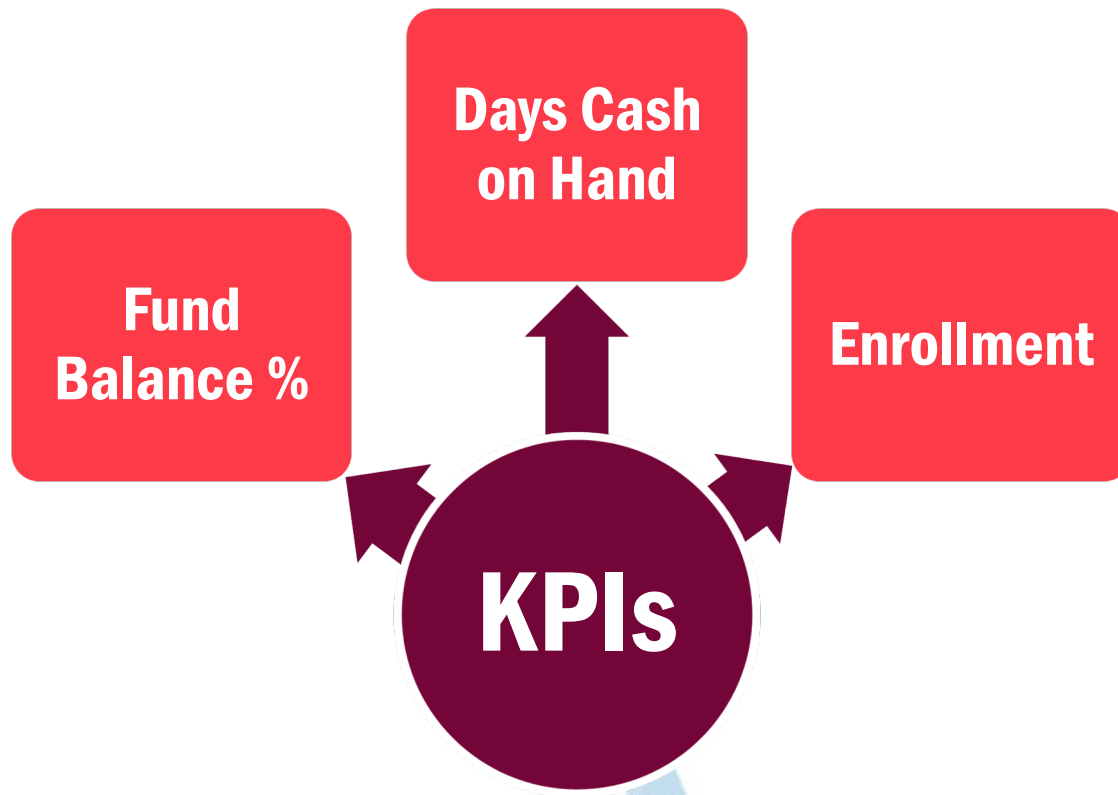 Days Cash
on Hand
Fund
Balance %
Enrollment
KPIs